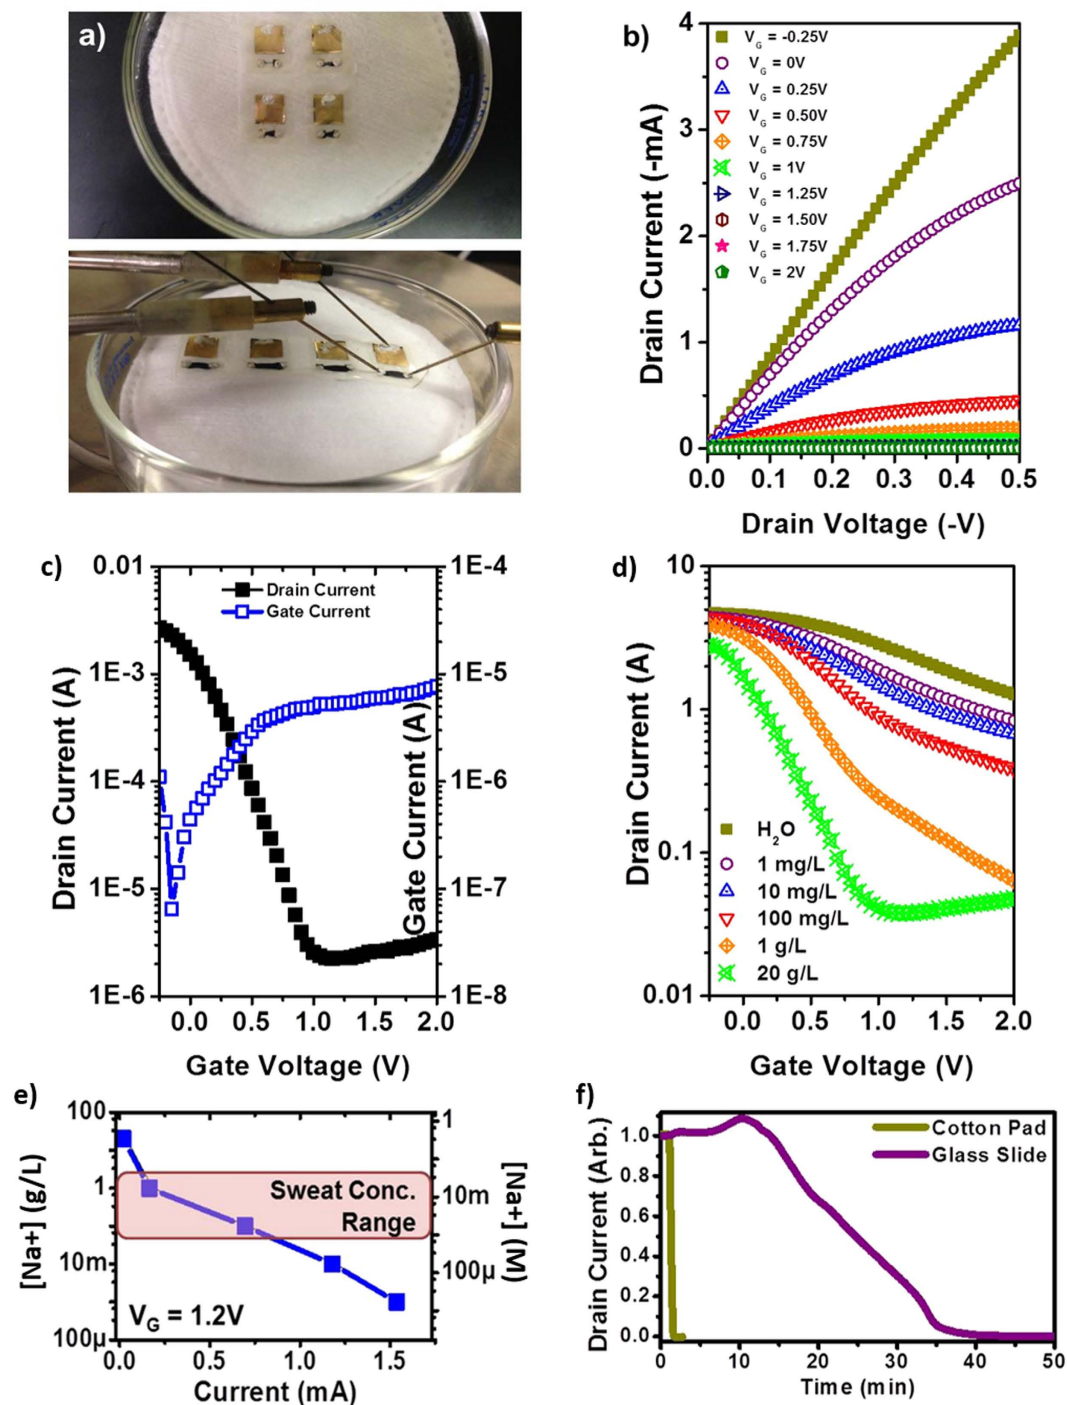 a)
b)
V_G = -0.25V
V_G = 0V
V_G = 0.25V
V_G = 0.50V
V_G = 0.75V
V_G = 1V
V_G = 1.25V
V_G = 1.50V
V_G = 1.75V
V_G = 2V
Drain Current (-mA)
4
3
2
1
0
0.0 0.1 0.2 0.3 0.4 0.5
Drain Voltage (-V)
c)
Drain Current
Gate Current
Drain Current (A)
0.01
1E-3
1E-4
1E-5
1E-6
Gate Current (A)
1E-4
1E-5
1E-6
1E-7
1E-8
0.0 0.5 1.0 1.5 2.0
Gate Voltage (V)
d)
Drain Current (A)
10
1
0.1
0.01
H₂O
1 mg/L
10 mg/L
100 mg/L
1 g/L
20 g/L
0.0 0.5 1.0 1.5 2.0
Gate Voltage (V)
e)
[Na+] (g/L)
100
1
10m
100µ
Sweat Conc.
Range
V_G = 1.2V
[Na+] (M)
1
10m
100µ
0.0 0.5 1.0 1.5
Current (mA)
f)
Cotton Pad
Glass Slide
Drain Current (Arb.)
1.0
0.8
0.6
0.4
0.2
0.0
0 10 20 30 40 50
Time (min)